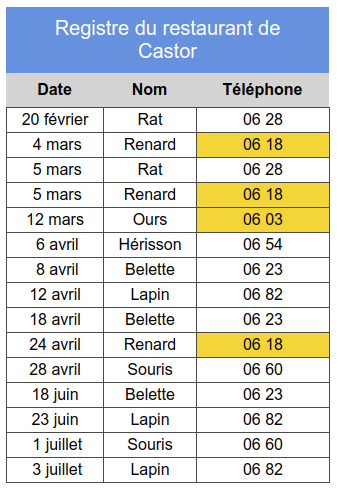 Registre du restaurant de
Castor
Date Nom Téléphone
20 février Rat 06 28
4 mars Renard 06 18
5 mars Rat 06 28
5 mars Renard 06 18
12 mars Ours 06 03
6 avril Hérisson 06 54
8 avril Belette 06 23
12 avril Lapin 06 82
18 avril Belette 06 23
24 avril Renard 06 18
28 avril Souris 06 60
18 juin Belette 06 23
23 juin Lapin 06 82
1 juillet Souris 06 60
3 juillet Lapin 06 82